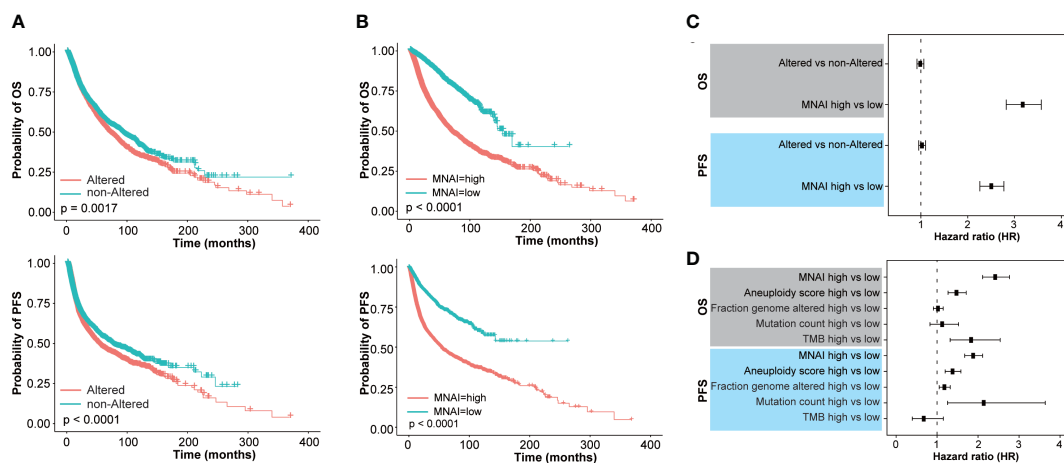 A
Probability of OS
1.00
0.75
0.50
0.25
0.00
Altered
non-Altered
p = 0.0017
0 100 200 300 400
Time (months)
Probability of PFS
1.00
0.75
0.50
0.25
0.00
Altered
non-Altered
p < 0.0001
0 100 200 300 400
Time (months)
B
Probability of OS
1.00
0.75
0.50
0.25
0.00
MNAI=high
MNAI=low
p < 0.0001
0 100 200 300 400
Time (months)
Probability of PFS
1.00
0.75
0.50
0.25
0.00
MNAI=high
MNAI=low
p < 0.0001
0 100 200 300 400
Time (months)
C
OS
Altered vs non-Altered
MNAI high vs low
PFS
Altered vs non-Altered
MNAI high vs low
1 2 3 4
Hazard ratio (HR)
D
OS
MNAI high vs low
Aneuploidy score high vs low
Fraction genome altered high vs low
Mutation count high vs low
TMB high vs low
PFS
MNAI high vs low
Aneuploidy score high vs low
Fraction genome altered high vs low
Mutation count high vs low
TMB high vs low
0 1 2 3 4
Hazard ratio (HR)